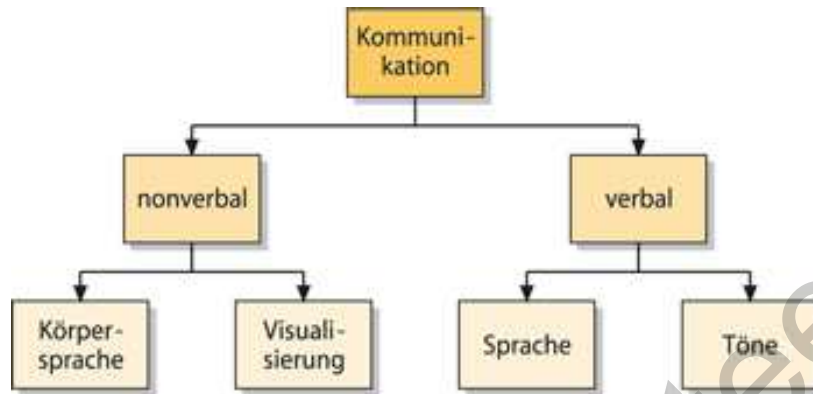 Kommuni-
kation
nonverbal
verbal
Körper-
sprache
Visuali-
sierung
Sprache
Töne